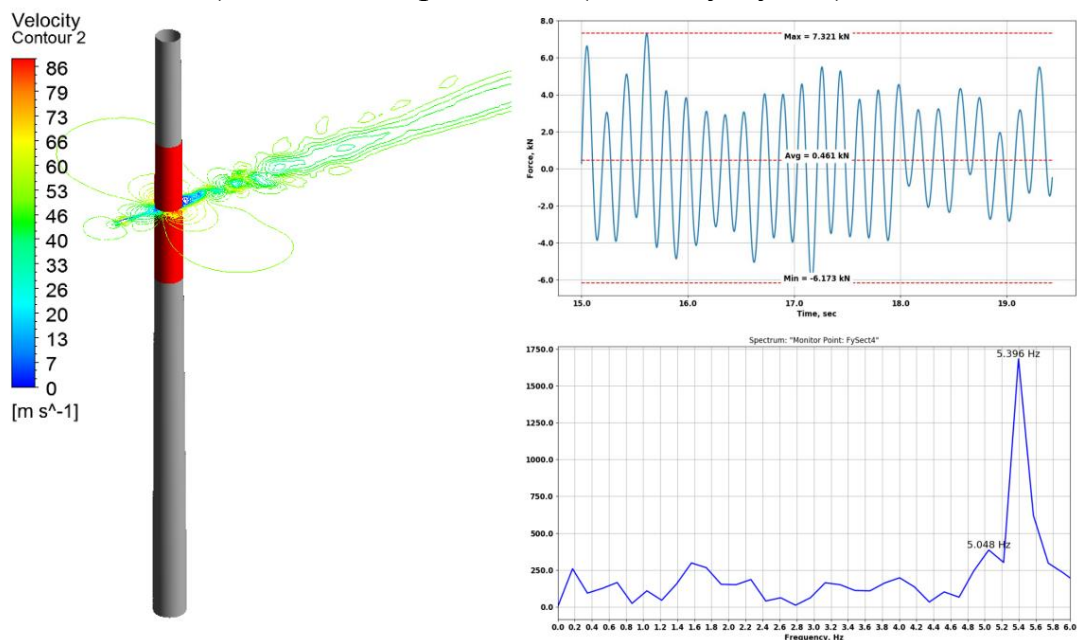 Velocity
Contour 2
86
79
73
66
60
53
46
40
33
26
20
13
7
0
[m s^-1]
8.0
6.0
4.0
2.0
0.0
-2.0
-4.0
-6.0
Force, kN
Max = 7.321 kN
Avg = 0.461 kN
Min = -6.173 kN
15.0 16.0 17.0 18.0 19.0
Time, sec
Spectrum: "Monitor Point: FySect4"
1750.0
1500.0
1250.0
1000.0
750.0
500.0
250.0
0.0
5.396 Hz
5.048 Hz
0.0 0.2 0.4 0.6 0.8 1.0 1.2 1.4 1.6 1.8 2.0 2.2 2.4 2.6 2.8 3.0 3.2 3.4 3.6 3.8 4.0 4.2 4.4 4.6 4.8 5.0 5.2 5.4 5.6 5.8 6.0
Frequency, Hz